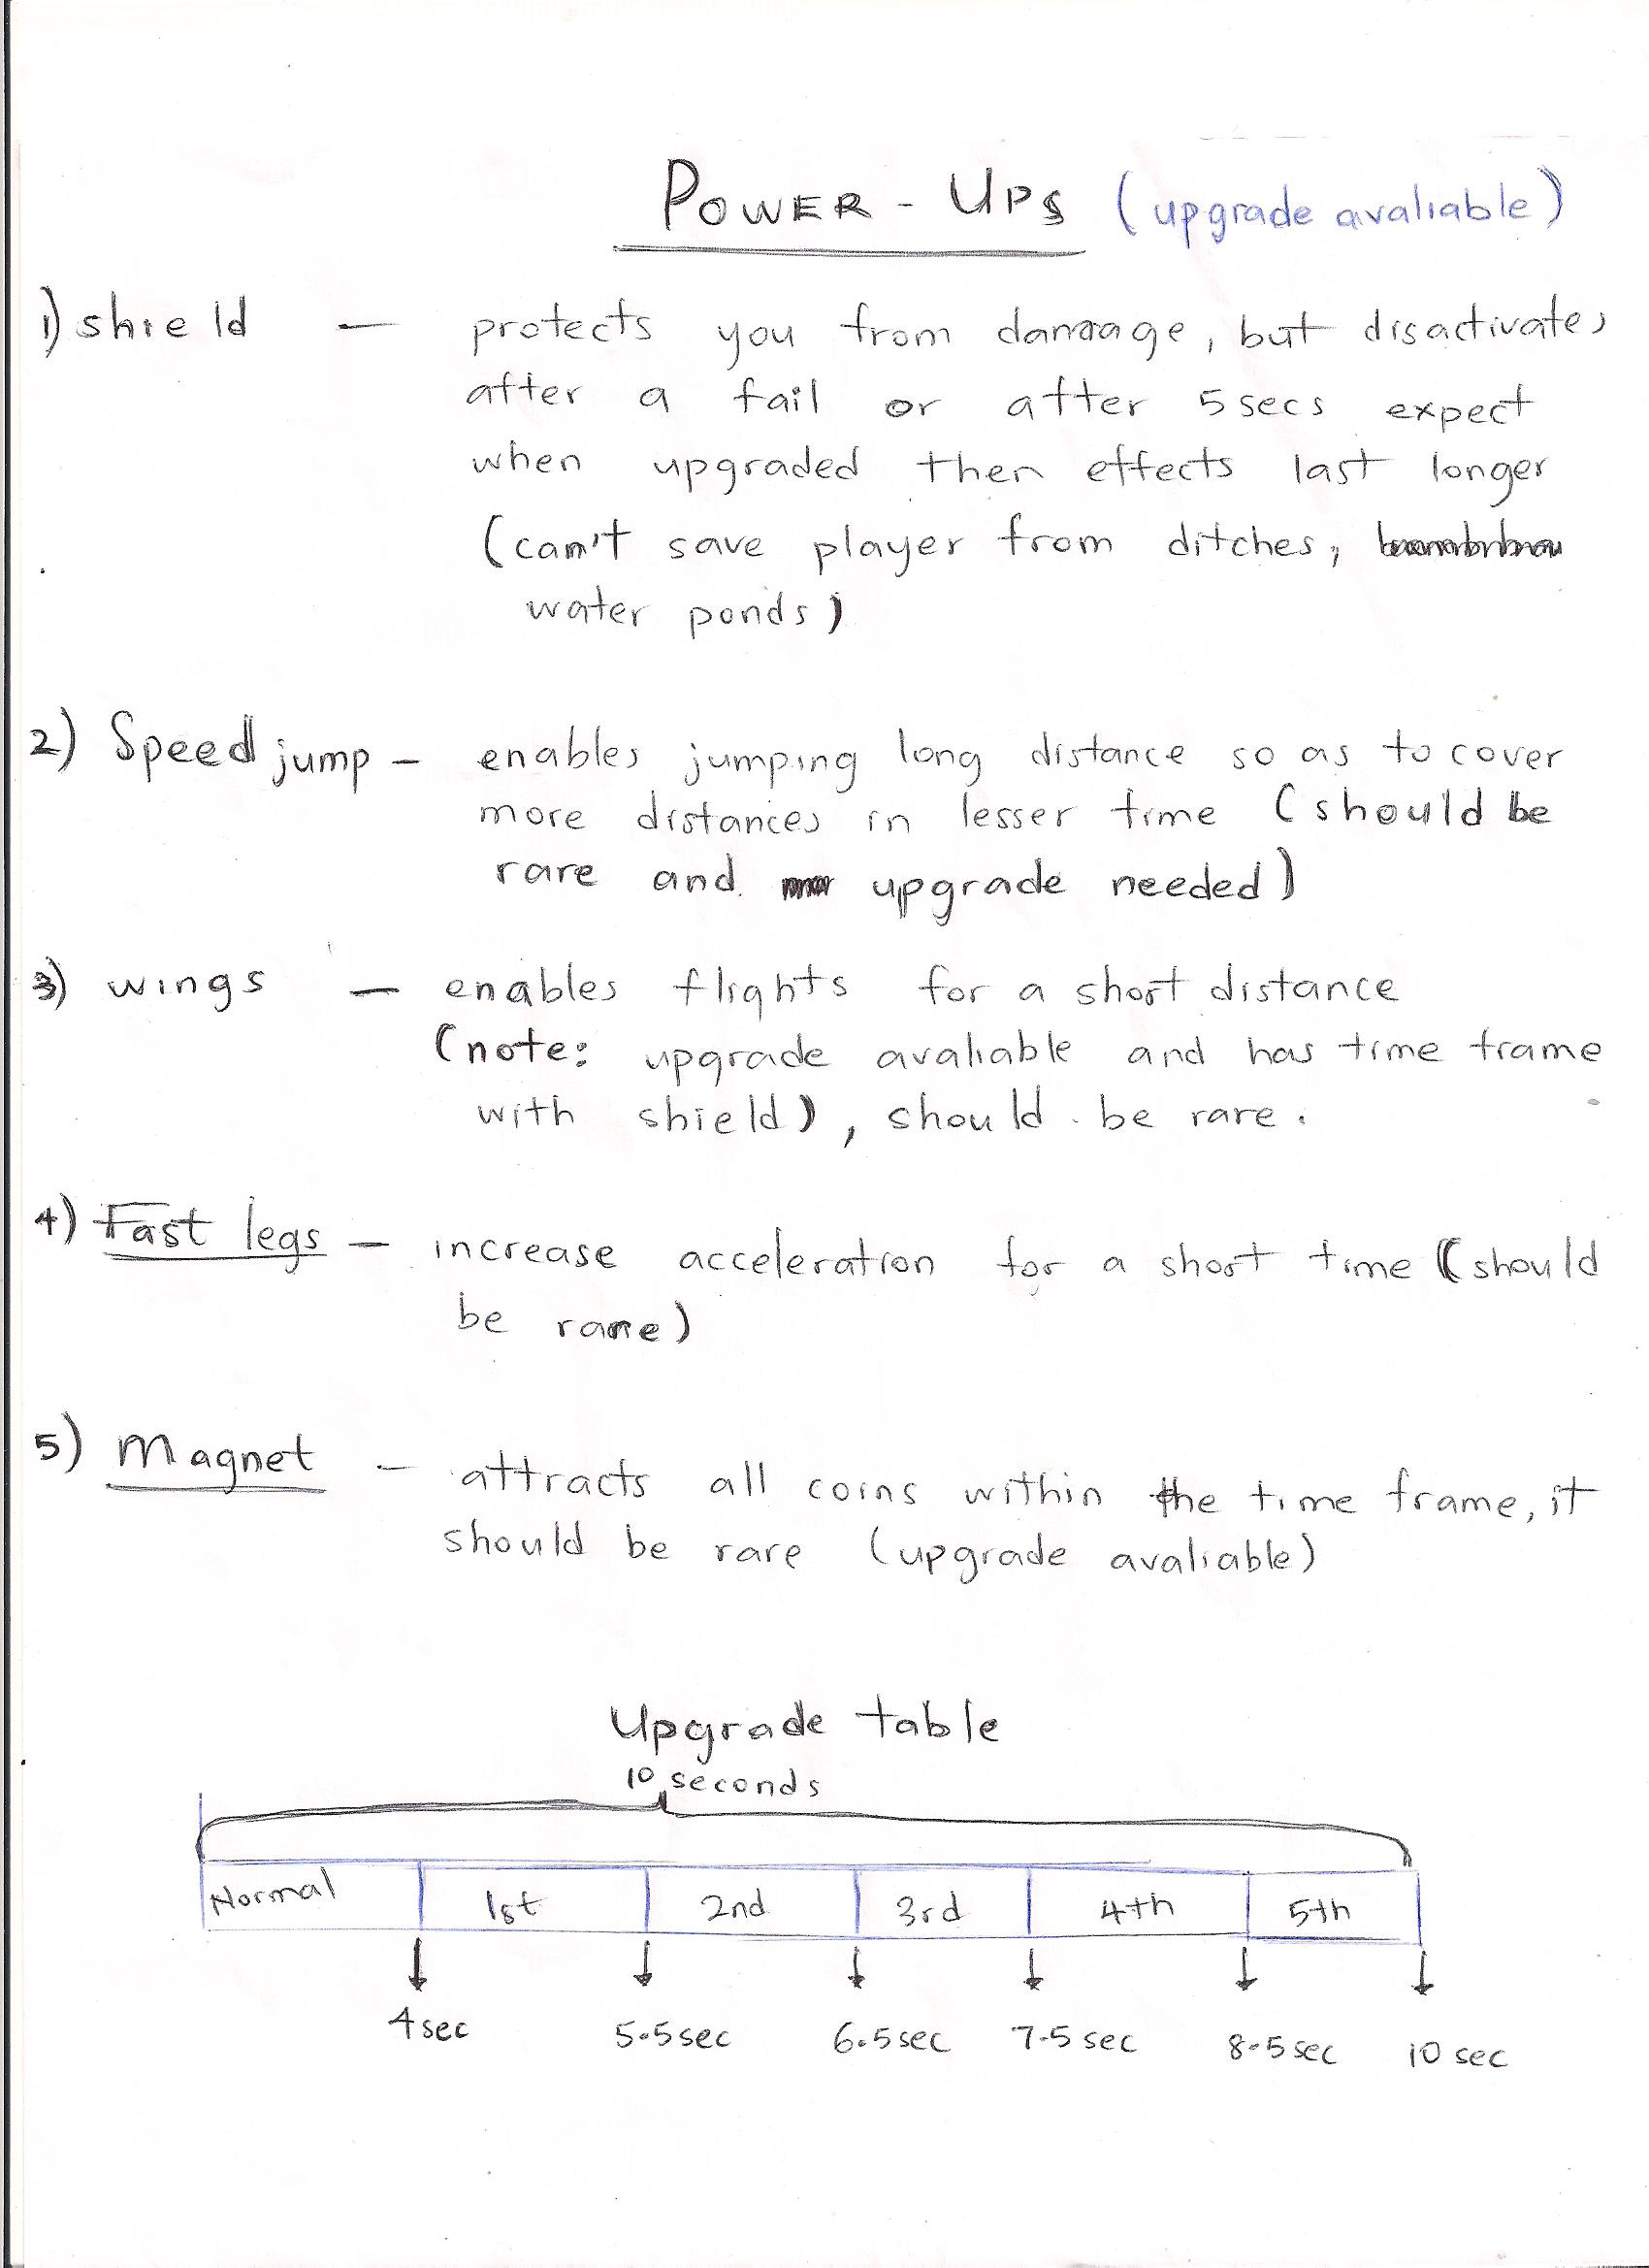 POWER - UPS (upgrade avaliable)
1) shield — protects you from damage, but disactivates
after a fail or after 5 secs expect
when upgraded then effects last longer
(can't save player from ditches,
water ponds)
2) Speed jump - enables jumping long distance so as to cover
more distances in lesser time (should be
rare and upgrade needed)
3) wings — enables flights for a short distance
(note: upgrade avaliable and has time frame
with shield), should be rare.
4) Fast legs — increase acceleration for a short time (should
be rare)
5) Magnet - attracts all coins within the time frame, it
should be rare (upgrade avaliable)
Upgrade table
10 seconds
Normal 1st 2nd 3rd 4th 5th
4 sec 5.5 sec 6.5 sec 7.5 sec 8.5 sec 10 sec